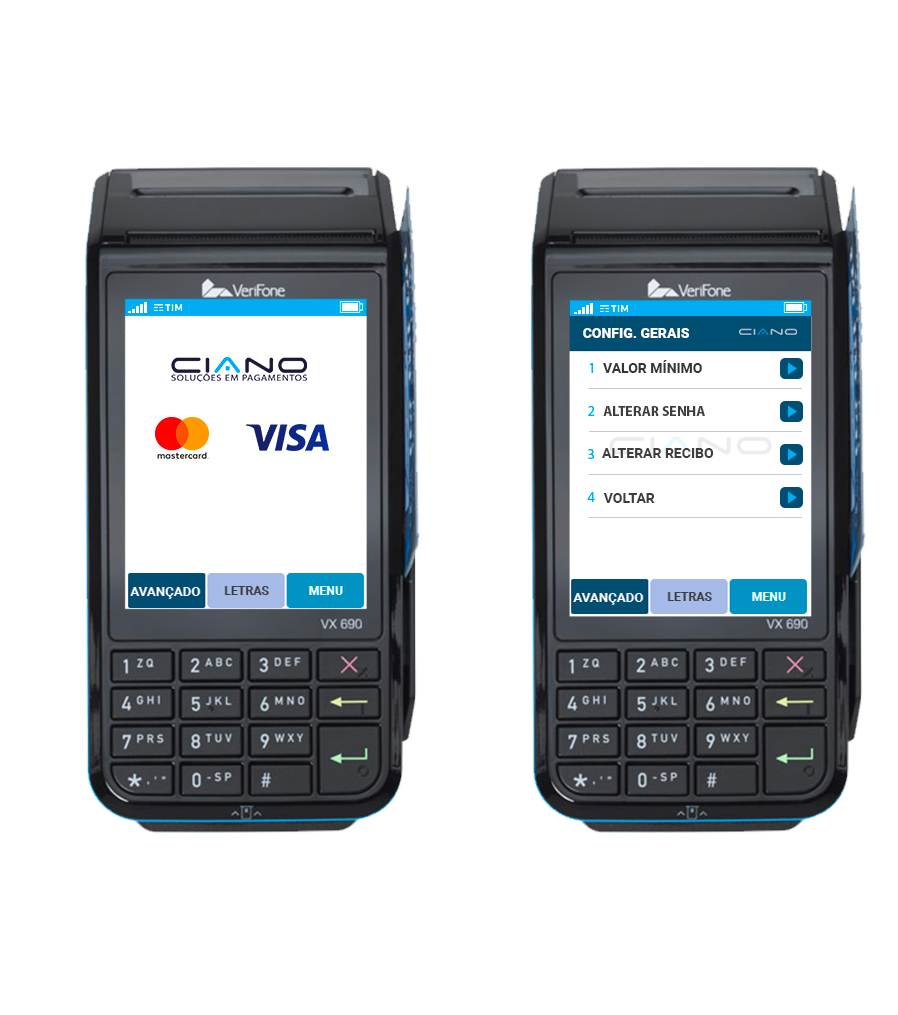 VeriFone
TIM
CIANO
SOLUÇÕES EM PAGAMENTOS
mastercard
VISA
AVANÇADO
LETRAS
MENU
VX 690
1 ZQ
2 ABC
3 DEF
4 GHI
5 JKL
6 MNO
7 PRS
8 TUV
9 WXY
* , ' "
0 -SP
#
VeriFone
TIM
CONFIG. GERAIS
CIANO
1 VALOR MÍNIMO
2 ALTERAR SENHA
CIANO
3 ALTERAR RECIBO
4 VOLTAR
AVANÇADO
LETRAS
MENU
VX 690
1 ZQ
2 ABC
3 DEF
4 GHI
5 JKL
6 MNO
7 PRS
8 TUV
9 WXY
* , ' "
0 -SP
#